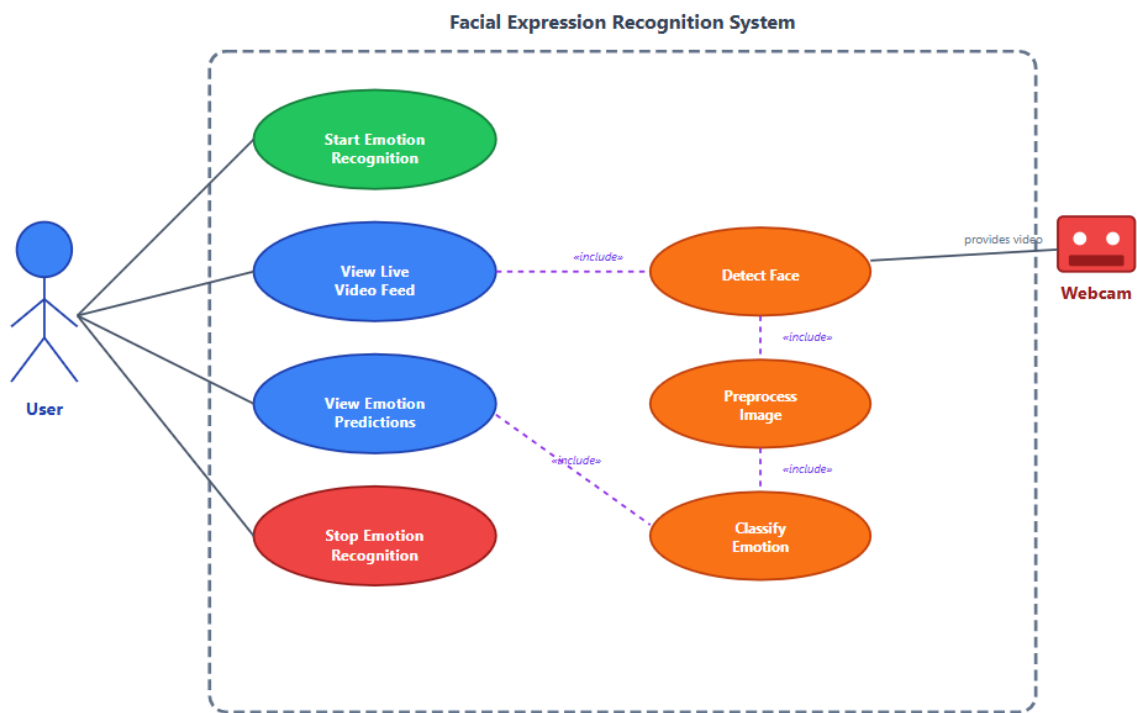 Facial Expression Recognition System
Start Emotion
Recognition
View Live
Video Feed
«include»
Detect Face
provides video
Webcam
«include»
User
View Emotion
Predictions
Preprocess
Image
«include»
«include»
Stop Emotion
Recognition
Classify
Emotion